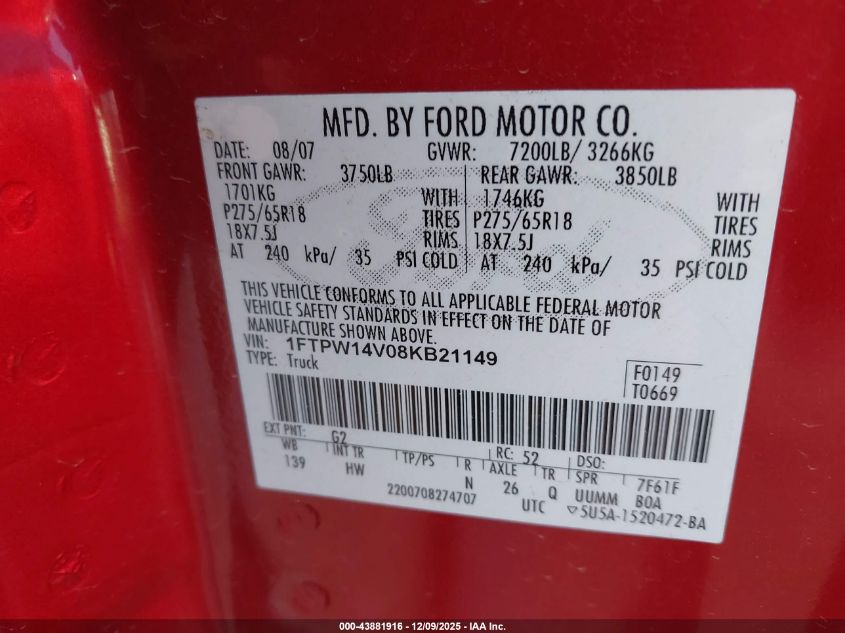 MFD. BY FORD MOTOR CO.
DATE: 08/07 GVWR: 7200LB/ 3266KG
FRONT GAWR: 3750LB REAR GAWR: 3850LB
1701KG WITH 1746KG WITH
P275/65R18 TIRES P275/65R18 TIRES
18X7.5J RIMS 18X7.5J RIMS
AT 240 kPa/ 35 PSI COLD AT 240 kPa/ 35 PSI COLD
Ford
THIS VEHICLE CONFORMS TO ALL APPLICABLE FEDERAL MOTOR
VEHICLE SAFETY STANDARDS IN EFFECT ON THE DATE OF
MANUFACTURE SHOWN ABOVE.
VIN: 1FTPW14V08KB21149
TYPE: Truck
F0149
T0669
EXT PNT: G2 RC: 52 DSO:
WB INT TR TP/PS R AXLE TR SPR 7F61F
139 HW N 26 Q UUMM BOA
2200708274707 UTC ▽5U5A-1520472-BA
000-43881916 - 12/09/2025 - IAA Inc.